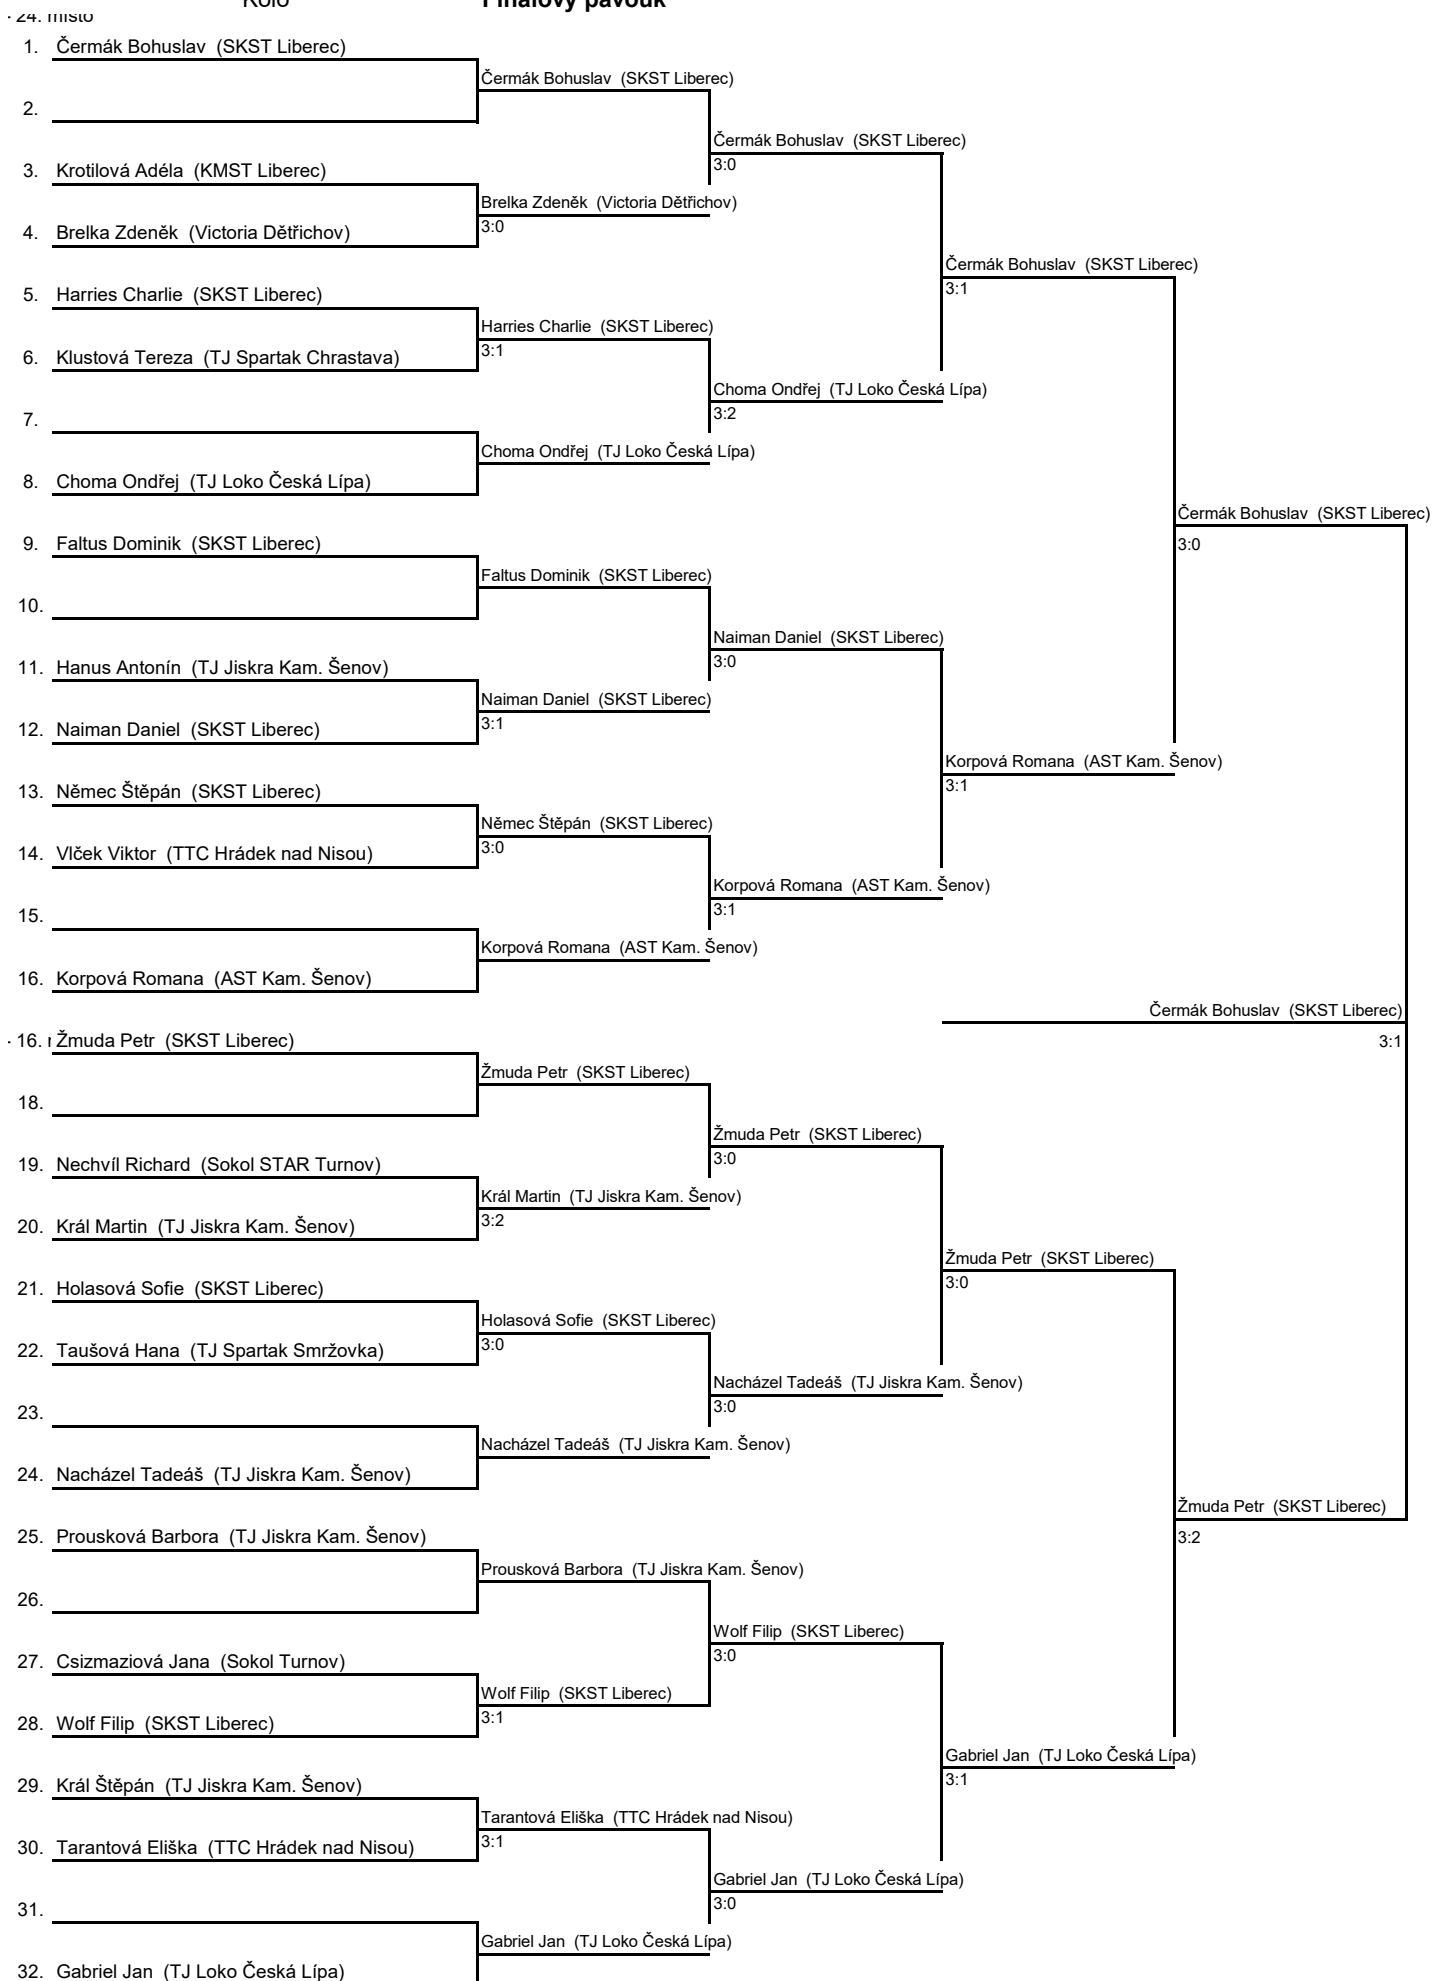 Kolo Finálový pavouk
- 24. místo
1. Čermák Bohuslav (SKST Liberec)
Čermák Bohuslav (SKST Liberec)
2.
Čermák Bohuslav (SKST Liberec)
3:0
3. Krotilová Adéla (KMST Liberec)
Brelka Zdeněk (Victoria Dětřichov)
3:0
4. Brelka Zdeněk (Victoria Dětřichov)
Čermák Bohuslav (SKST Liberec)
3:1
5. Harries Charlie (SKST Liberec)
Harries Charlie (SKST Liberec)
3:1
6. Klustová Tereza (TJ Spartak Chrastava)
Choma Ondřej (TJ Loko Česká Lípa)
3:2
7.
Choma Ondřej (TJ Loko Česká Lípa)
8. Choma Ondřej (TJ Loko Česká Lípa)
Čermák Bohuslav (SKST Liberec)
3:0
9. Faltus Dominik (SKST Liberec)
Faltus Dominik (SKST Liberec)
10.
Naiman Daniel (SKST Liberec)
3:0
11. Hanus Antonín (TJ Jiskra Kam. Šenov)
Naiman Daniel (SKST Liberec)
3:1
12. Naiman Daniel (SKST Liberec)
Korpová Romana (AST Kam. Šenov)
3:1
13. Němec Štěpán (SKST Liberec)
Němec Štěpán (SKST Liberec)
3:0
14. Vlček Viktor (TTC Hrádek nad Nisou)
Korpová Romana (AST Kam. Šenov)
3:1
15.
Korpová Romana (AST Kam. Šenov)
16. Korpová Romana (AST Kam. Šenov)
Čermák Bohuslav (SKST Liberec)
3:1
- 16. Žmuda Petr (SKST Liberec)
Žmuda Petr (SKST Liberec)
18.
Žmuda Petr (SKST Liberec)
3:0
19. Nechvíl Richard (Sokol STAR Turnov)
Král Martin (TJ Jiskra Kam. Šenov)
3:2
20. Král Martin (TJ Jiskra Kam. Šenov)
Žmuda Petr (SKST Liberec)
3:0
21. Holasová Sofie (SKST Liberec)
Holasová Sofie (SKST Liberec)
3:0
22. Taušová Hana (TJ Spartak Smržovka)
Nacházel Tadeáš (TJ Jiskra Kam. Šenov)
3:0
23.
Nacházel Tadeáš (TJ Jiskra Kam. Šenov)
24. Nacházel Tadeáš (TJ Jiskra Kam. Šenov)
Žmuda Petr (SKST Liberec)
3:2
25. Prousková Barbora (TJ Jiskra Kam. Šenov)
Prousková Barbora (TJ Jiskra Kam. Šenov)
26.
Wolf Filip (SKST Liberec)
3:0
27. Csizmaziová Jana (Sokol Turnov)
Wolf Filip (SKST Liberec)
3:1
28. Wolf Filip (SKST Liberec)
Gabriel Jan (TJ Loko Česká Lípa)
3:1
29. Král Štěpán (TJ Jiskra Kam. Šenov)
Tarantová Eliška (TTC Hrádek nad Nisou)
3:1
30. Tarantová Eliška (TTC Hrádek nad Nisou)
Gabriel Jan (TJ Loko Česká Lípa)
3:0
31.
Gabriel Jan (TJ Loko Česká Lípa)
32. Gabriel Jan (TJ Loko Česká Lípa)